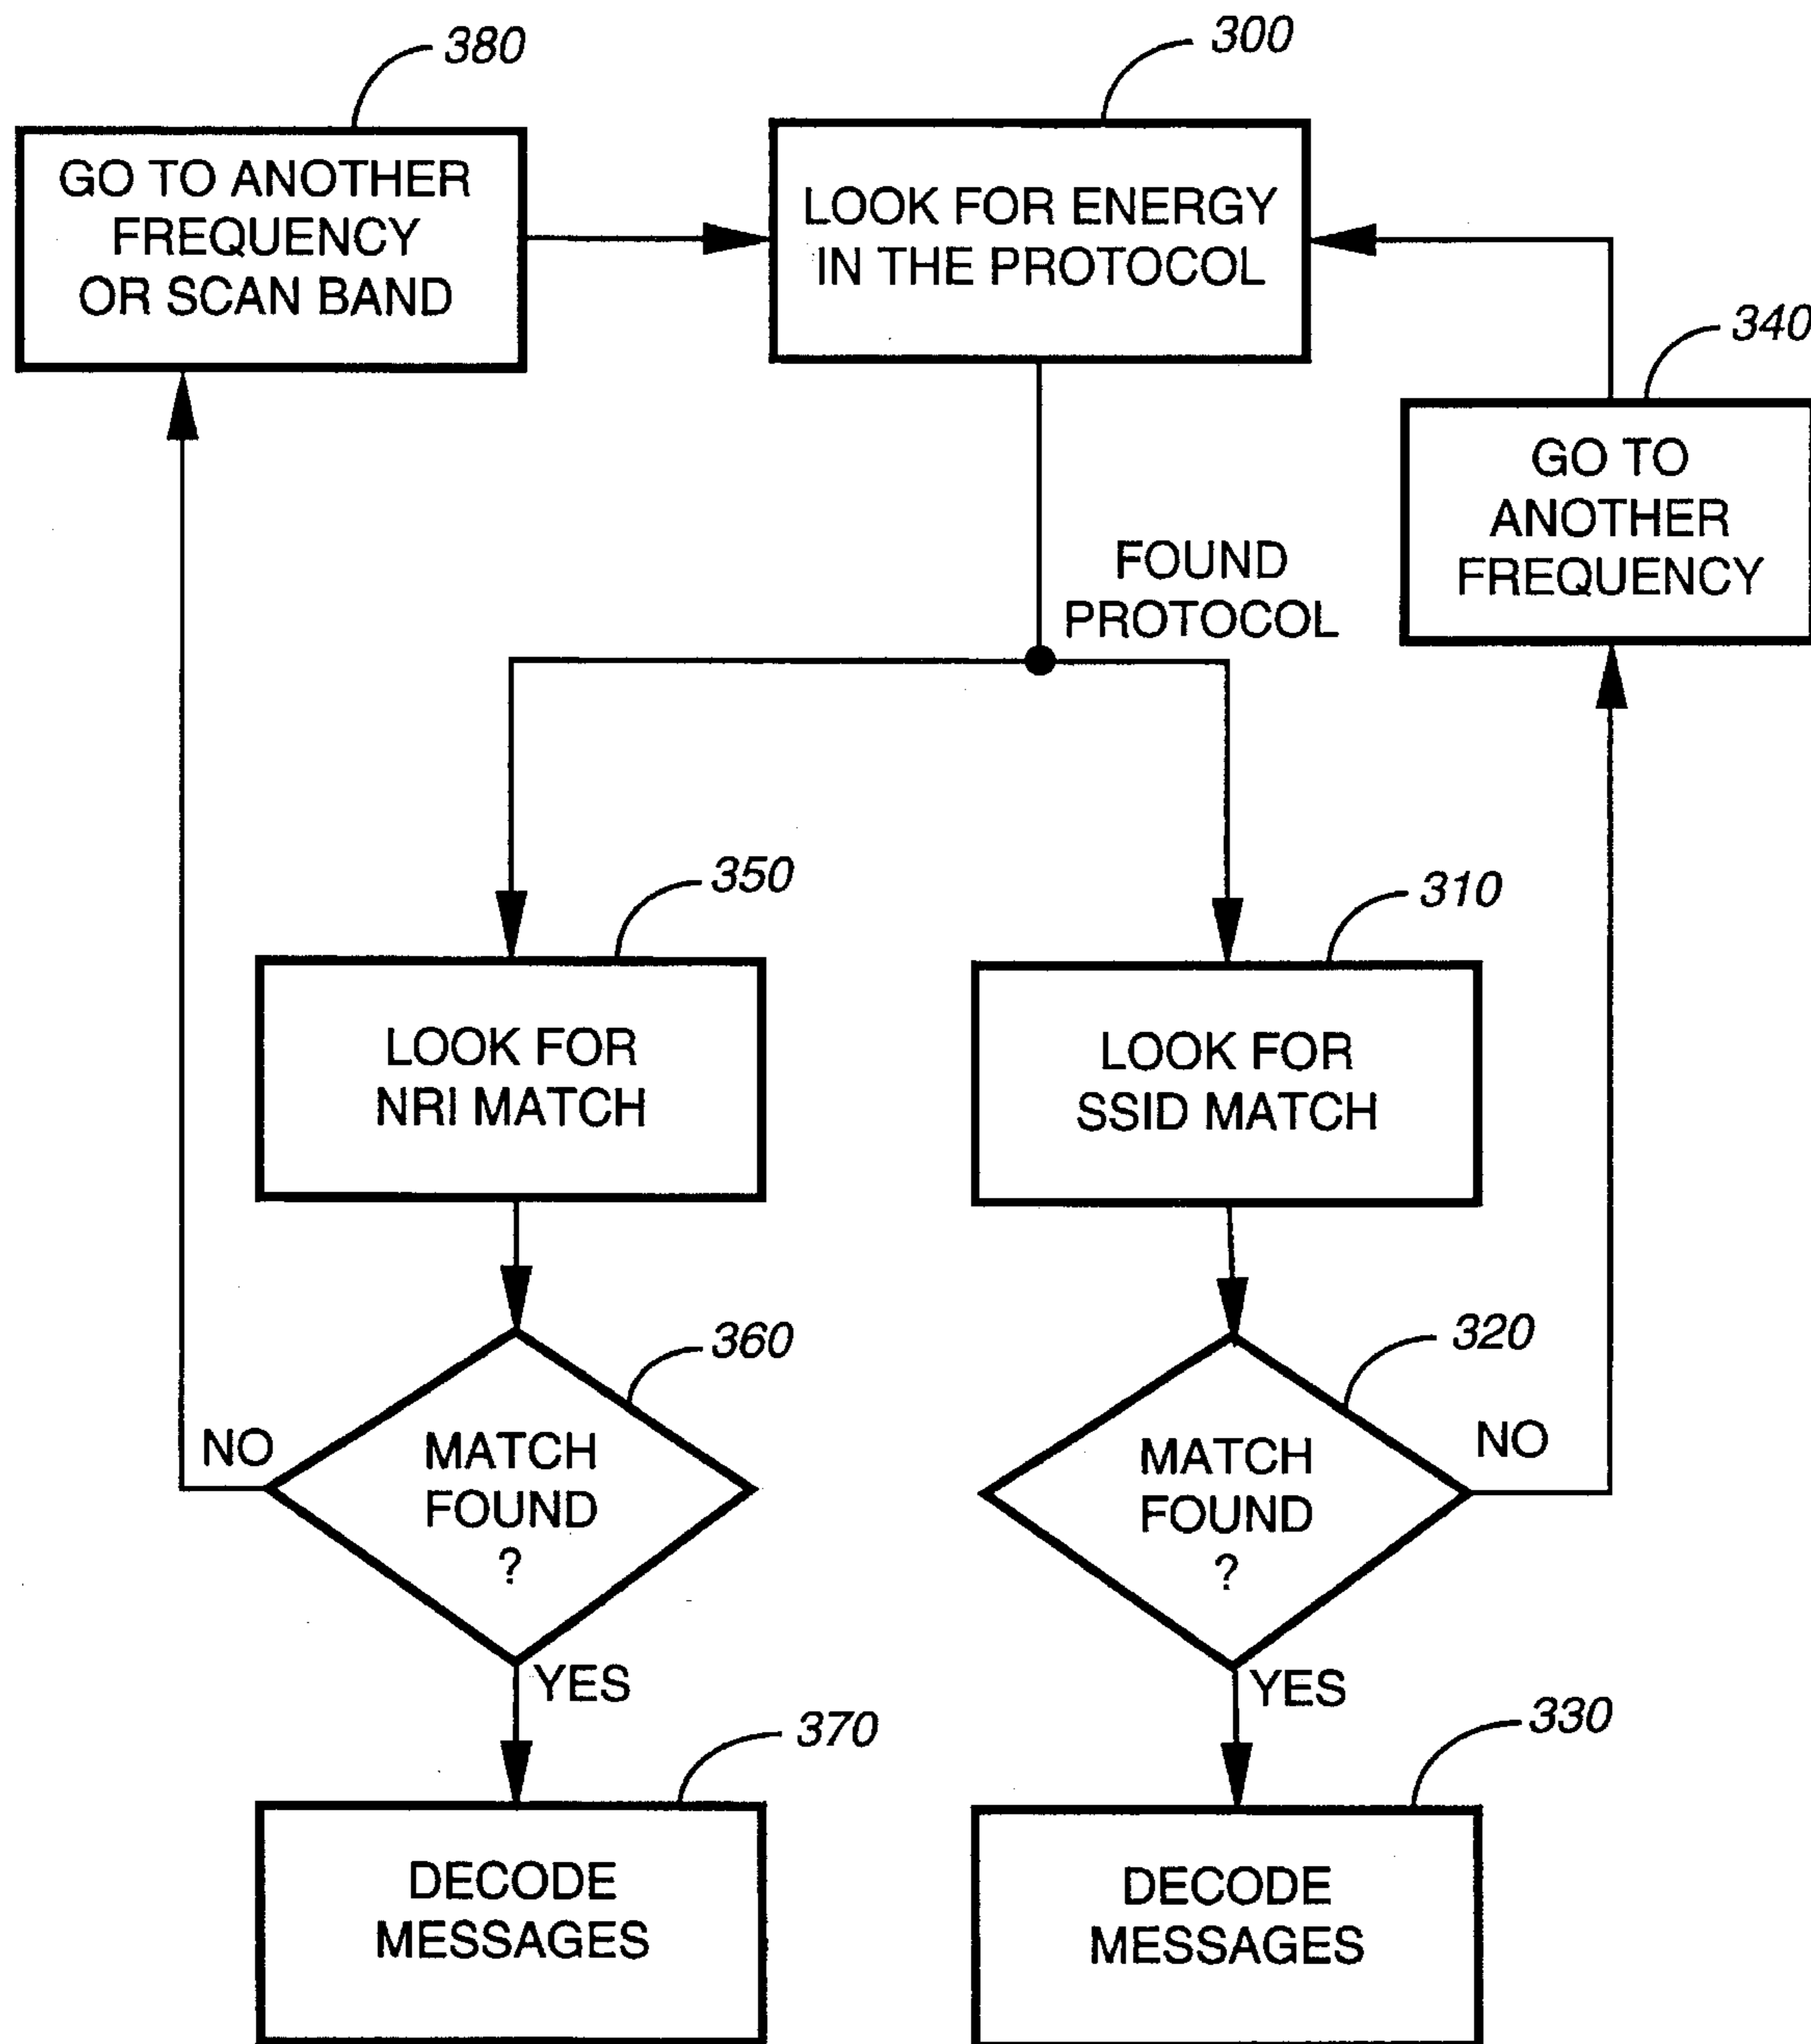 380
300
GO TO ANOTHER
FREQUENCY
OR SCAN BAND
LOOK FOR ENERGY
IN THE PROTOCOL
340
GO TO
ANOTHER
FREQUENCY
FOUND
PROTOCOL
350
310
LOOK FOR
NRI MATCH
LOOK FOR
SSID MATCH
360
320
NO
MATCH
FOUND
?
MATCH
FOUND
?
NO
YES
YES
370
330
DECODE
MESSAGES
DECODE
MESSAGES